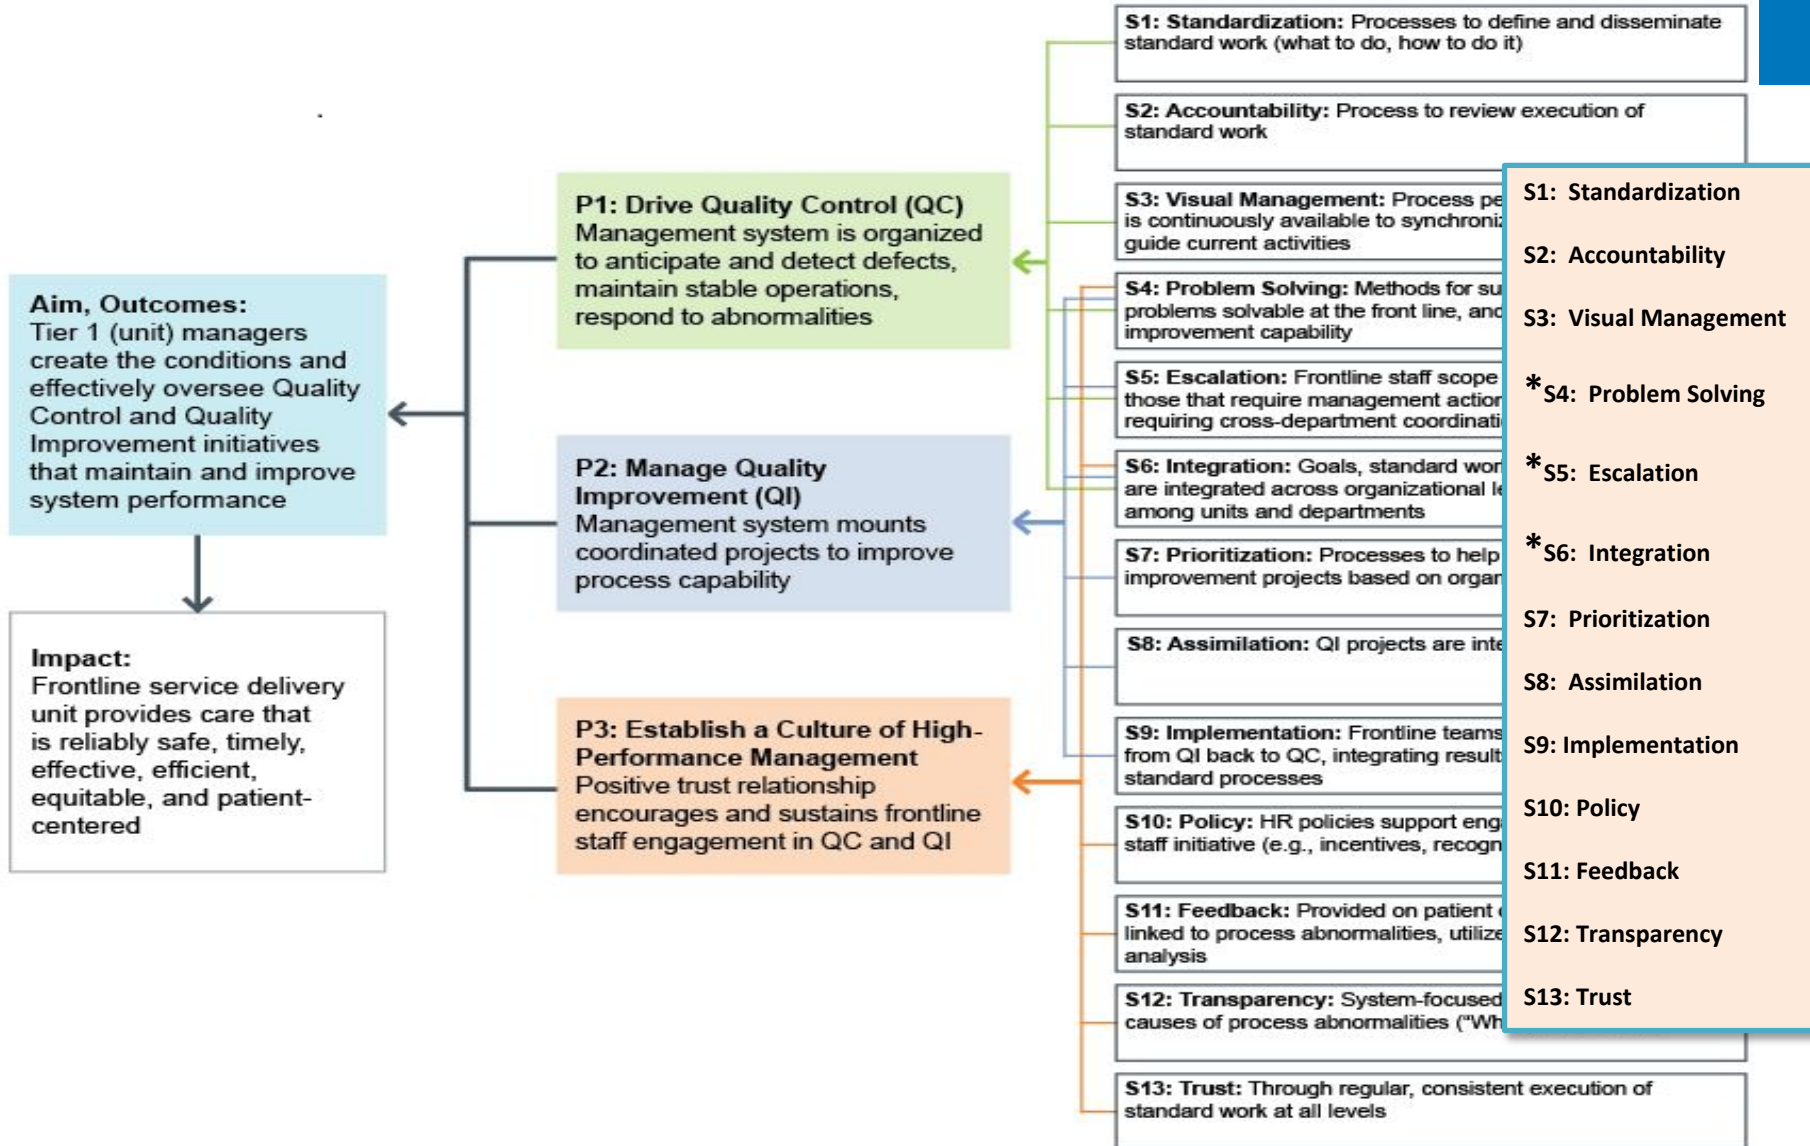 Aim, Outcomes:
Tier 1 (unit) managers
create the conditions and
effectively oversee Quality
Control and Quality
Improvement initiatives
that maintain and improve
system performance
Impact:
Frontline service delivery
unit provides care that
is reliably safe, timely,
effective, efficient,
equitable, and patient-
centered
P1: Drive Quality Control (QC)
Management system is organized
to anticipate and detect defects,
maintain stable operations,
respond to abnormalities
P2: Manage Quality
Improvement (QI)
Management system mounts
coordinated projects to improve
process capability
P3: Establish a Culture of High-
Performance Management
Positive trust relationship
encourages and sustains frontline
staff engagement in QC and QI
S1: Standardization: Processes to define and disseminate
standard work (what to do, how to do it)
S2: Accountability: Process to review execution of
standard work
S3: Visual Management: Process
is continuously available to
guide current activities
S4: Problem Solving: Methods for
problems solvable at the front line, and
improvement capability
S5: Escalation: Frontline staff scope
those that require management action
requiring cross-department
S6: Integration: Goals, standard
are integrated across organizational
among units and departments
S7: Prioritization: Processes to help
improvement projects based on
S8: Assimilation: QI projects are
S9: Implementation: Frontline teams
from QI back to QC, integrating
standard processes
S10: Policy: HR policies support
staff initiative (e.g., incentives,
S11: Feedback: Provided on patient
linked to process abnormalities,
analysis
S12: Transparency: System-focused
causes of process abnormalities
S13: Trust: Through regular, consistent execution of
standard work at all levels
S1: Standardization
S2: Accountability
S3: Visual Management
*S4: Problem Solving
*S5: Escalation
*S6: Integration
S7: Prioritization
S8: Assimilation
S9: Implementation
S10: Policy
S11: Feedback
S12: Transparency
S13: Trust